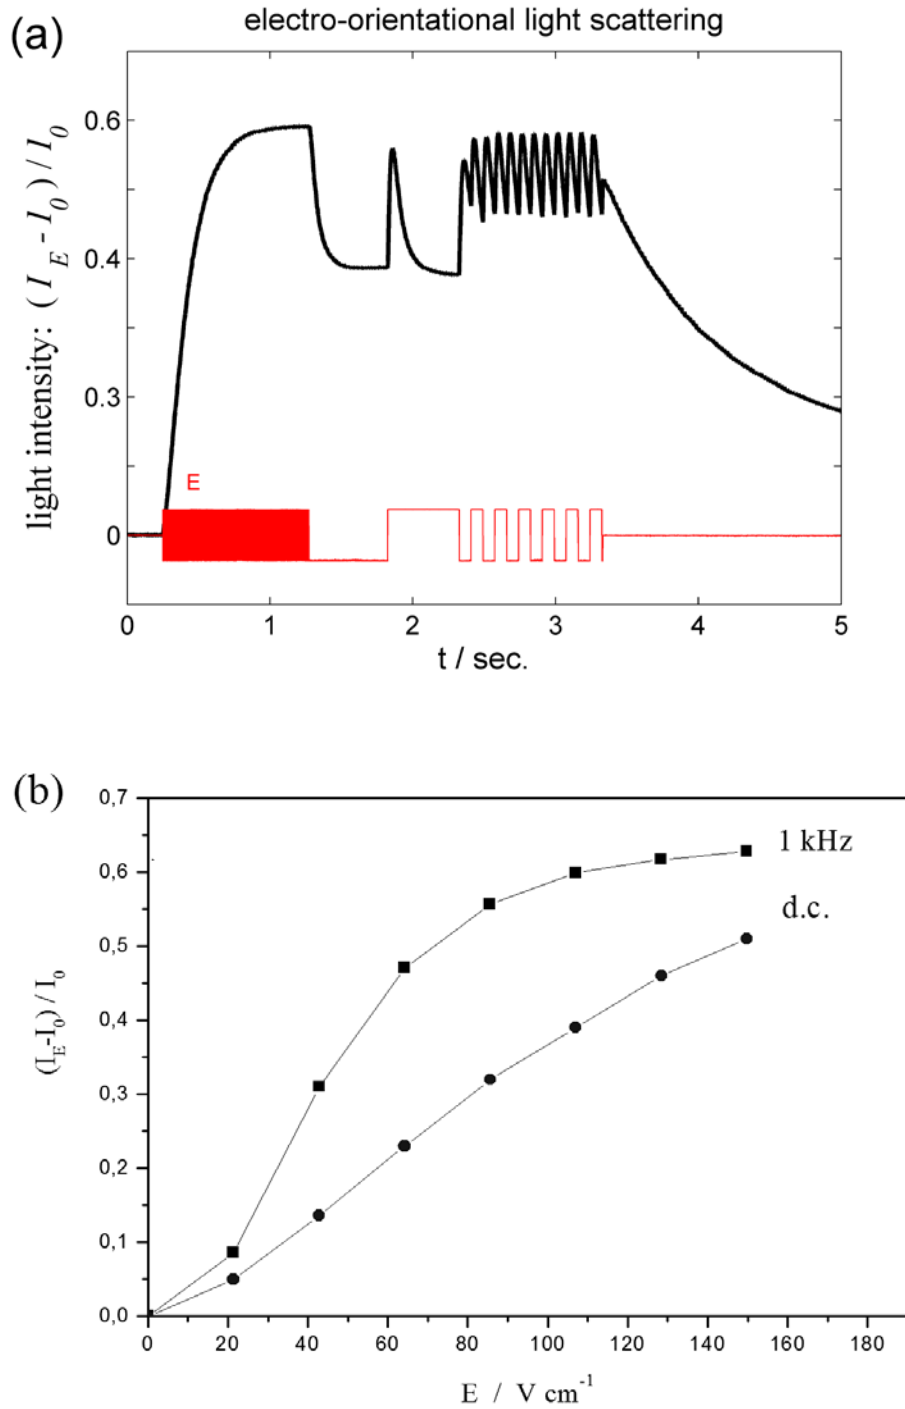 electro-orientational light scattering
(a)
light intensity: (I_E - I_0) / I_0
0.6
0.4
0.3
0
E
0 1 2 3 4 5
t / sec.
(b)
(I_E-I_0) / I_0
0,7
0,6
0,5
0,4
0,3
0,2
0,1
0,0
1 kHz
d.c.
0 20 40 60 80 100 120 140 160 180
E / V cm⁻¹